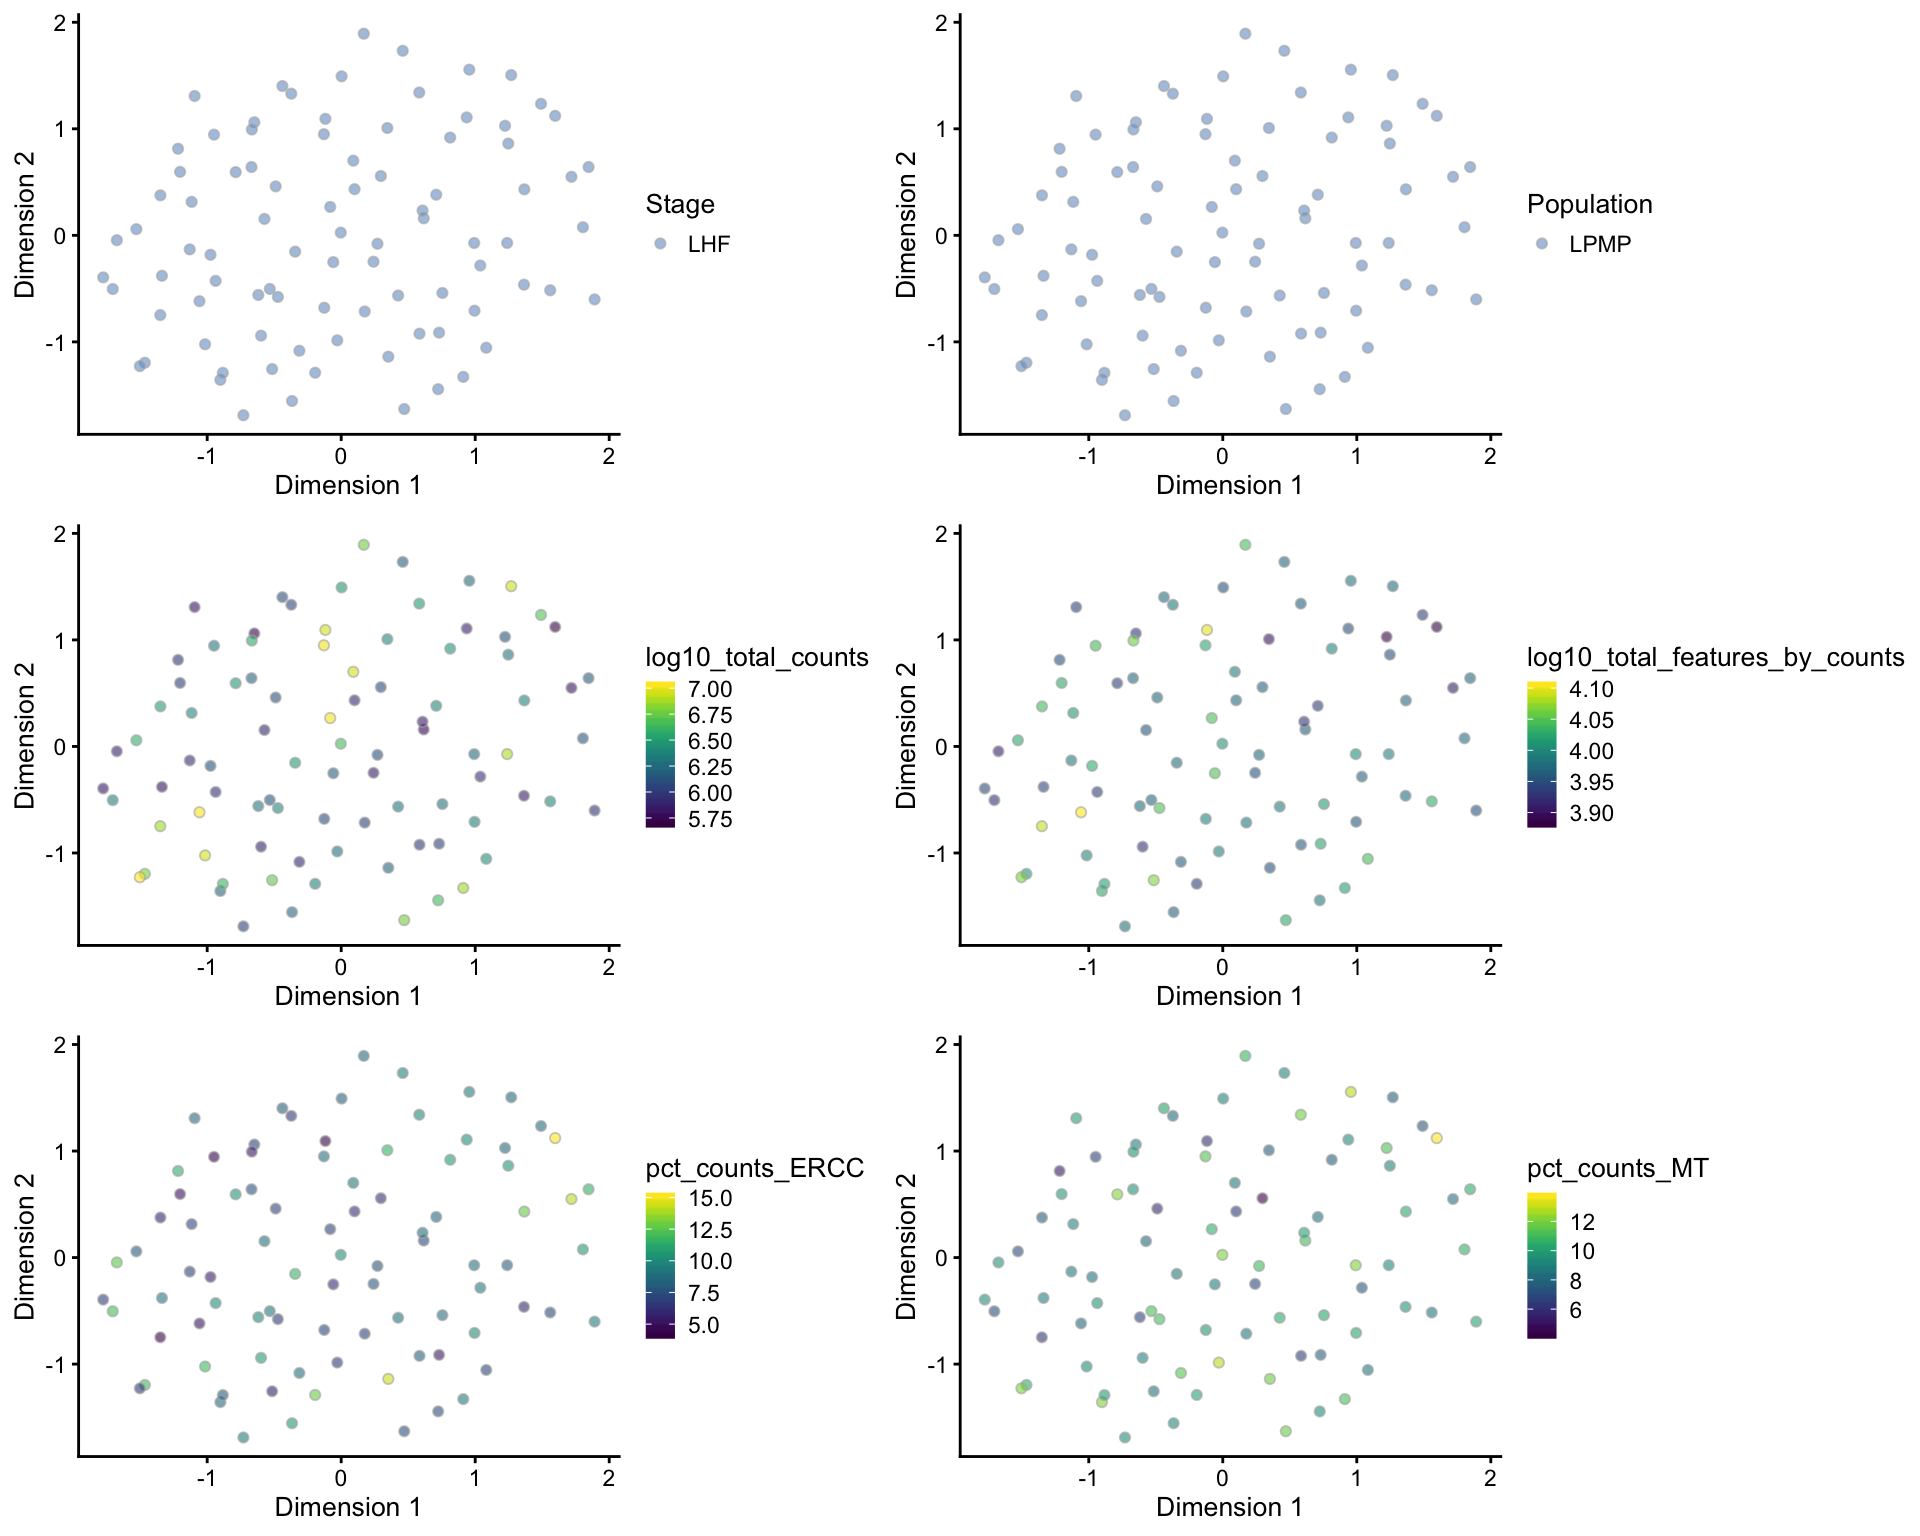 2
1
0
-1
Dimension 2
-1 0 1 2
Dimension 1
Stage
LHF
2
1
0
-1
Dimension 2
-1 0 1 2
Dimension 1
Population
LPMP
2
1
0
-1
Dimension 2
-1 0 1 2
Dimension 1
log10_total_counts
7.00
6.75
6.50
6.25
6.00
5.75
2
1
0
-1
Dimension 2
-1 0 1 2
Dimension 1
log10_total_features_by_counts
4.10
4.05
4.00
3.95
3.90
2
1
0
-1
Dimension 2
-1 0 1 2
Dimension 1
pct_counts_ERCC
15.0
12.5
10.0
7.5
5.0
2
1
0
-1
Dimension 2
-1 0 1 2
Dimension 1
pct_counts_MT
12
10
8
6